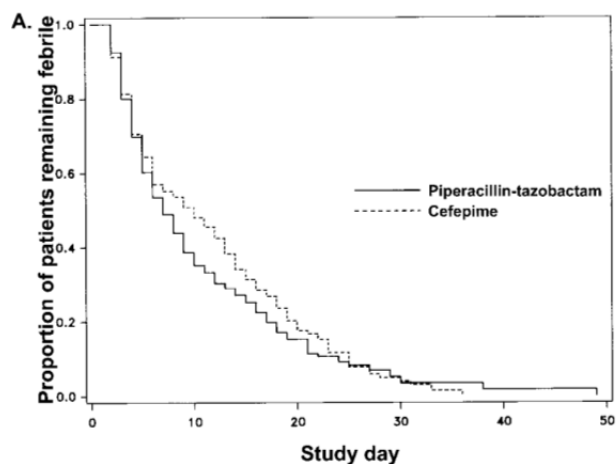 A.
Proportion of patients remaining febrile
1.0
0.8
0.6
0.4
0.2
0.0
Piperacillin-tazobactam
Cefepime
0 10 20 30 40 50
Study day